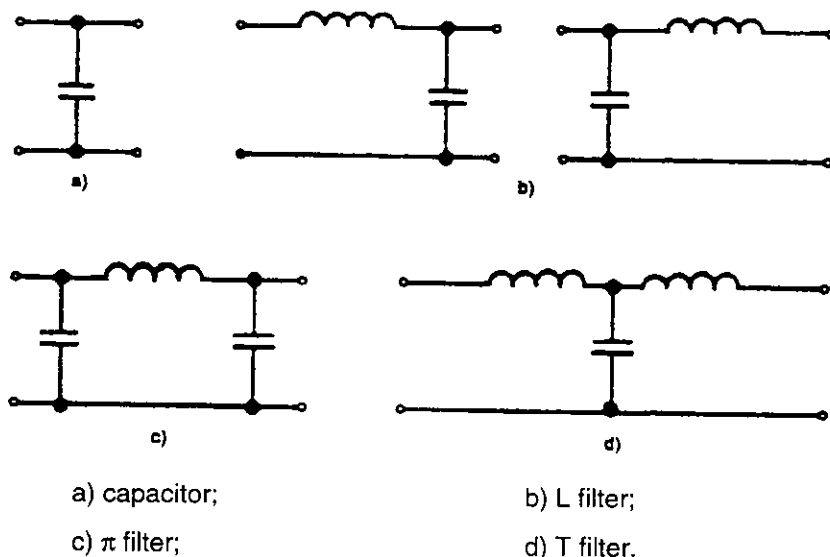 a)
b)
c)
d)
a) capacitor;
b) L filter;
c) π filter;
d) T filter.